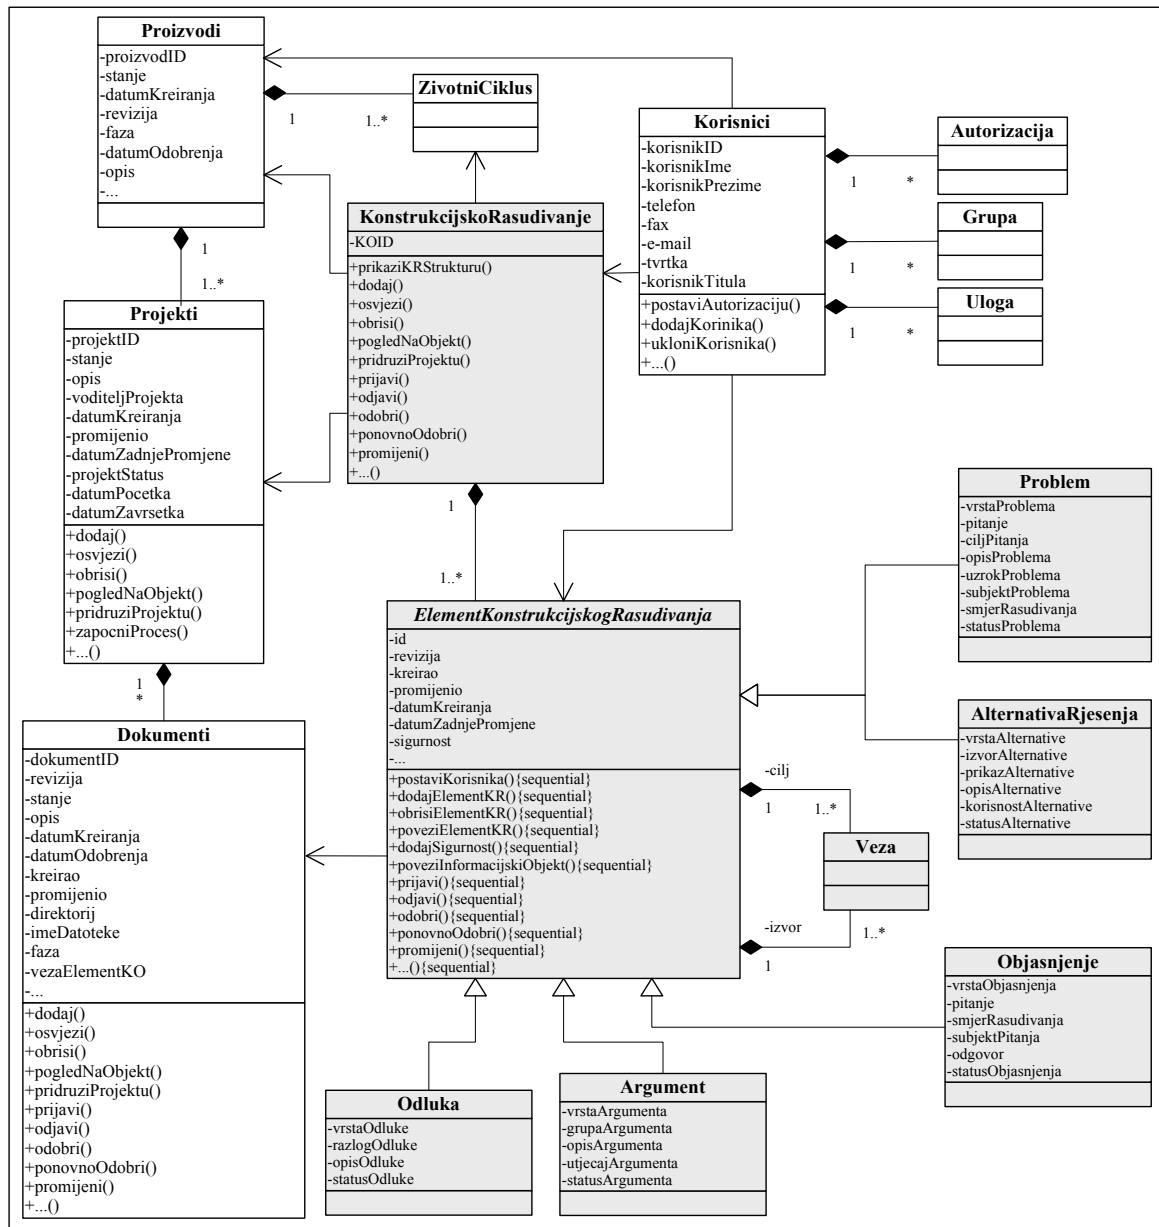 Proizvodi
-proizvodID
-stanje
-datumKreiranja
-revizija
-faza
-datumOdobrenja
-opis
-...
1
1..*
ZivotniCiklus
1
1..*
Korisnici
-korisnikID
-korisnikIme
-korisnikPrezime
-telefon
-fax
-e-mail
-tvrtka
-korisnikTitula
+postaviAutorizaciju()
+dodajKorinika()
+ukloniKorisnika()
+...()
Autorizacija
1
*
Grupa
1
*
Uloga
1
*
KonstrukcijskoRasudivanje
-KOID
+prikaziKRStrukturu()
+dodaj()
+osvjezi()
+obrisi()
+pogledNaObjekt()
+pridruziProjektu()
+prijavi()
+odjavi()
+odobri()
+ponovnoOdobri()
+promijeni()
+...()
1
1..*
Projekti
-projektID
-stanje
-opis
-voditeljProjekta
-datumKreiranja
-promijenio
-datumZadnjePromjene
-projektStatus
-datumPocetka
-datumZavrsetka
+dodaj()
+osvjezi()
+obrisi()
+pogledNaObjekt()
+pridruziProjektu()
+zapocniProces()
+...()
1
*
Problem
-vrstaProblema
-pitanje
-ciljPitanja
-opisProblema
-uzrokProblema
-subjektProblema
-smjerRasudivanja
-statusProblema
ElementKonstrukcijskogRasudivanja
-id
-revizija
-kreirao
-promijenio
-datumKreiranja
-datumZadnjePromjene
-sigurnost
-...
+postaviKorisnika(){sequential}
+dodajElementKR(){sequential}
+obrisiElementKR(){sequential}
+poveziElementKR(){sequential}
+dodajSigurnost(){sequential}
+poveziInformacijskiObjekt(){sequential}
+prijavi(){sequential}
+odjavi(){sequential}
+odobri(){sequential}
+ponovnoOdobri(){sequential}
+promijeni(){sequential}
+...(){sequential}
AlternativaRjesenja
-vrstaAlternative
-izvorAlternative
-prikazAlternative
-opisAlternative
-korisnostAlternative
-statusAlternative
-cilj
1
1..*
Veza
-izvor
1
1..*
Dokumenti
-dokumentID
-revizija
-stanje
-opis
-datumKreiranja
-datumOdobrenja
-kreirao
-promijenio
-direktorij
-imeDatoteke
-faza
-vezaElementKO
-...
+dodaj()
+osvjezi()
+obrisi()
+pogledNaObjekt()
+pridruziProjektu()
+prijavi()
+odjavi()
+odobri()
+ponovnoOdobri()
+promijeni()
+...()
Objasnjenje
-vrstaObjasnjenja
-pitanje
-smjerRasudivanja
-subjektPitanja
-odgovor
-statusObjasnjenja
Odluka
-vrstaOdluke
-razlogOdluke
-opisOdluke
-statusOdluke
Argument
-vrstaArgumenta
-grupaArgumenta
-opisArgumenta
-utjecajArgumenta
-statusArgumenta